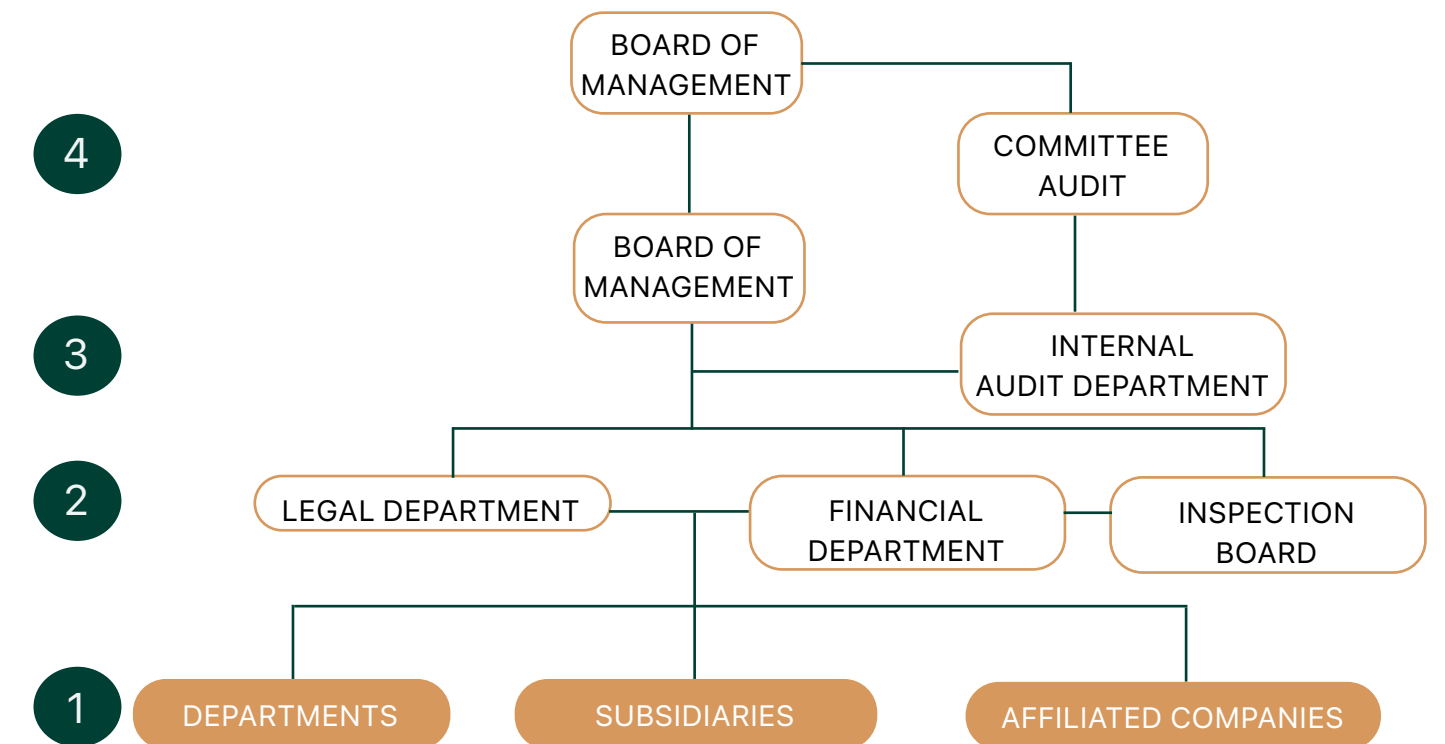 BOARD OF
MANAGEMENT
4
COMMITTEE
AUDIT
BOARD OF
MANAGEMENT
3
INTERNAL
AUDIT DEPARTMENT
2
LEGAL DEPARTMENT
FINANCIAL
DEPARTMENT
INSPECTION
BOARD
1
DEPARTMENTS
SUBSIDIARIES
AFFILIATED COMPANIES